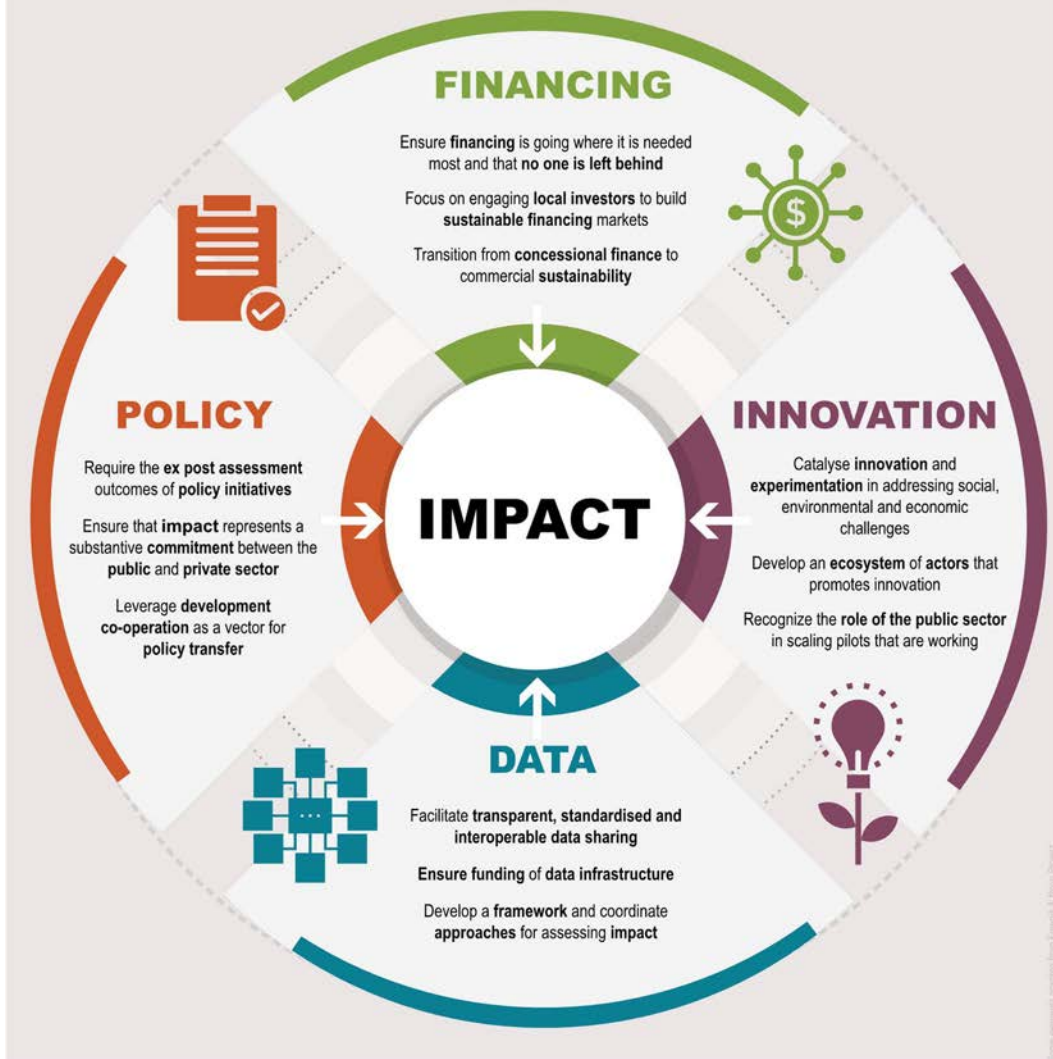 FINANCING
Ensure financing is going where it is needed
most and that no one is left behind
Focus on engaging local investors to build
sustainable financing markets
Transition from concessional finance to
commercial sustainability
$
POLICY
Require the ex post assessment
outcomes of policy initiatives
Ensure that impact represents a
substantive commitment between the
public and private sector
Leverage development
co-operation as a vector for
policy transfer
IMPACT
INNOVATION
Catalyse innovation and
experimentation in addressing social,
environmental and economic
challenges
Develop an ecosystem of actors that
promotes innovation
Recognize the role of the public sector
in scaling pilots that are working
DATA
Facilitate transparent, standardised and
interoperable data sharing
Ensure funding of data infrastructure
Develop a framework and coordinate
approaches for assessing impact